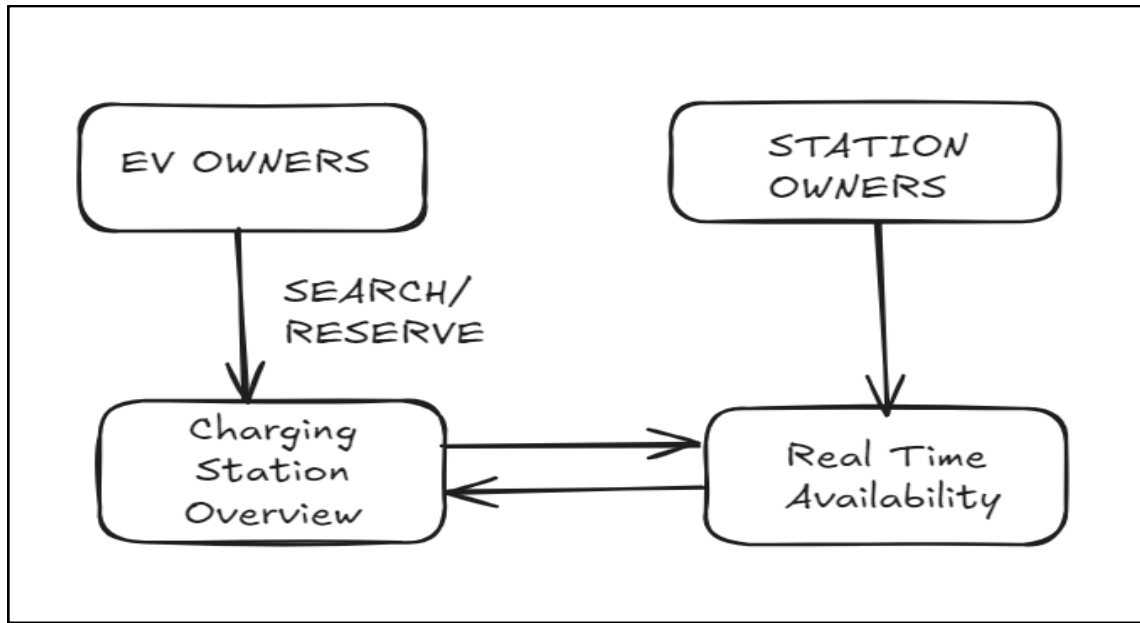 EV OWNERS
STATION
OWNERS
SEARCH/
RESERVE
Charging
Station
Overview
Real Time
Availability